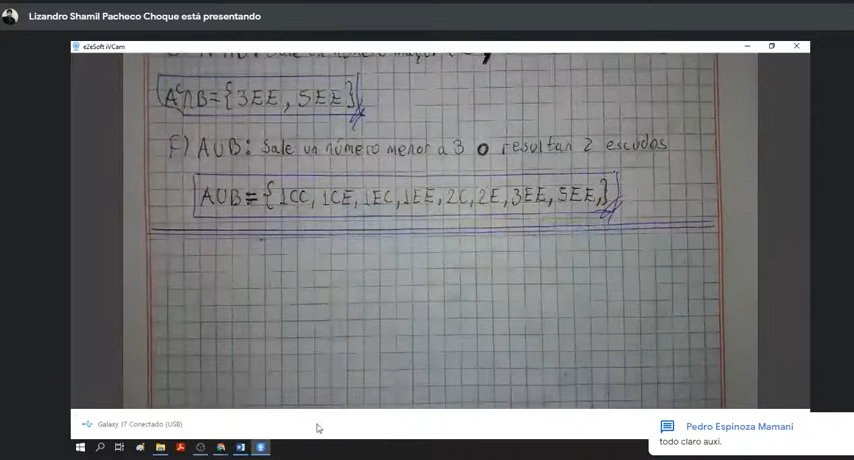 Lizandro Shamil Pacheco Choque está presentando
e2eSoft iVCam
A^c∩B={3EE, 5EE}
F) AUB: Sale un número menor a 3 o resultan 2 escudos
AUB={1CC, 1CE, 1EC, 1EE, 2C, 2E, 3EE, 5EE,}
Galaxy J7 Conectado (USB)
Pedro Espinoza Mamani
todo claro auxi.